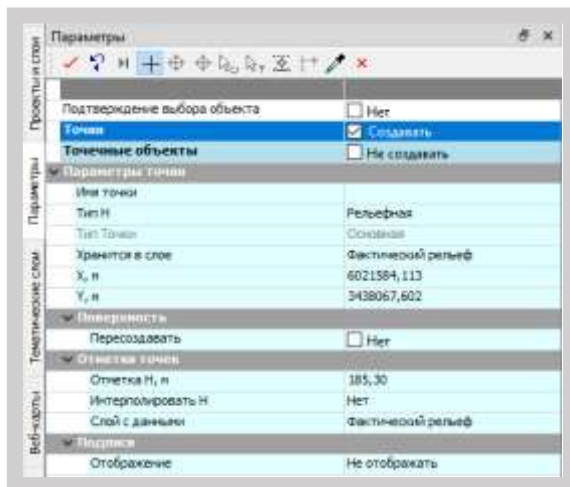 Параметры
Проекты и слои
Параметры
Тематические слои
Веб-карты
Подтверждение выбора объекта Нет
Точки Создавать
Точечные объекты Не создавать
Параметры точки
Имя точки
Тип H Рельефная
Тип Точки Основная
Хранится в слое Фактический рельеф
X, м 6021584,113
Y, м 3438067,602
Поверхность
Пересоздавать Нет
Отметка точек
Отметка H, м 185,30
Интерполировать H Нет
Слой с данными Фактический рельеф
Подписи
Отображение Не отображать